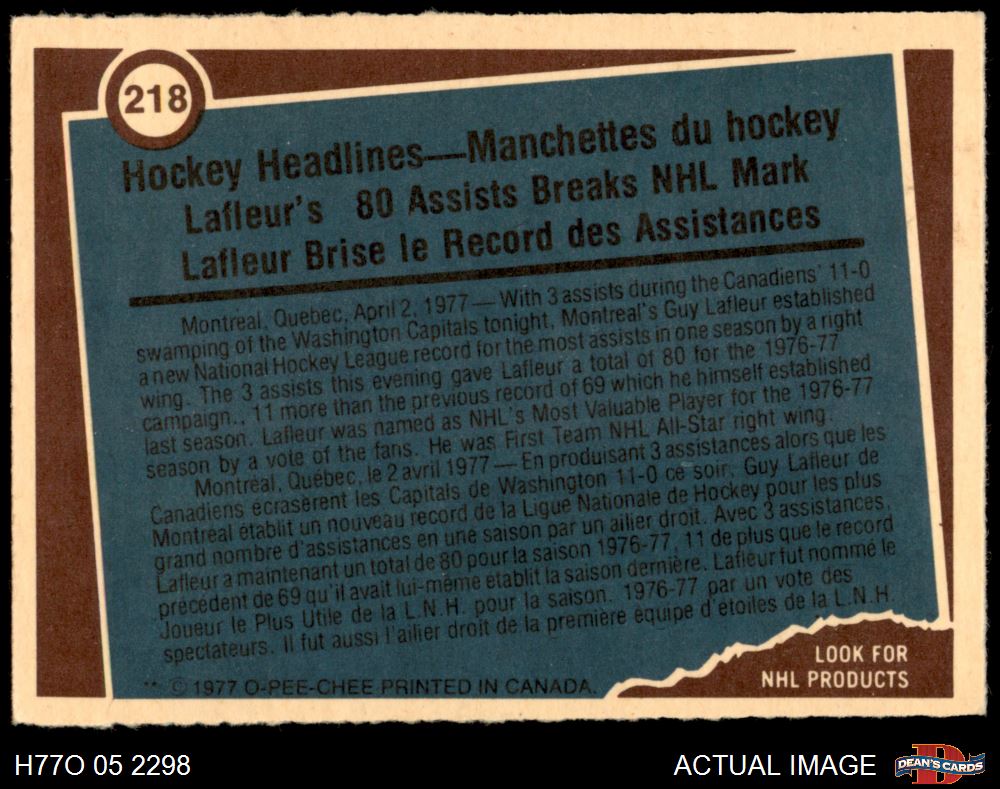 218
Hockey Headlines—Manchettes du hockey
Lafleur's 80 Assists Breaks NHL Mark
Lafleur Brise le Record des Assistances
Montreal, Quebec, April 2, 1977 — With 3 assists during the Canadiens' 11-0
swamping of the Washington Capitals tonight, Montreal's Guy Lafleur established
a new National Hockey League record for the most assists in one season by a right
wing. The 3 assists this evening gave Lafleur a total of 80 for the 1976-77
campaign., 11 more than the previous record of 69 which he himself established
last season. Lafleur was named as NHL's Most Valuable Player for the 1976-77
season by a vote of the fans. He was First Team NHL All-Star right wing.
Montréal, Québec, le 2 avril 1977 — En produisant 3 assistances alors que les
Canadiens écrasèrent les Capitals de Washington 11-0 ce soir, Guy Lafleur de
Montréal établit un nouveau record de la Ligue Nationale de Hockey pour les plus
grand nombre d'assistances en une saison par un ailier droit. Avec 3 assistances,
Lafleur a maintenant un total de 80 pour la saison 1976-77, 11 de plus que le record
précédent de 69 qu'il avait lui-même établit la saison dernière. Lafleur fut nommé le
Joueur le Plus Utile de la L.N.H. pour la saison. 1976-77 par un vote des
spectateurs. Il fut aussi l'ailier droit de la première équipe d'étoiles de la L.N.H.
** © 1977 O-PEE-CHEE PRINTED IN CANADA.
LOOK FOR
NHL PRODUCTS
H77O 05 2298
ACTUAL IMAGE
DEAN'S CARDS